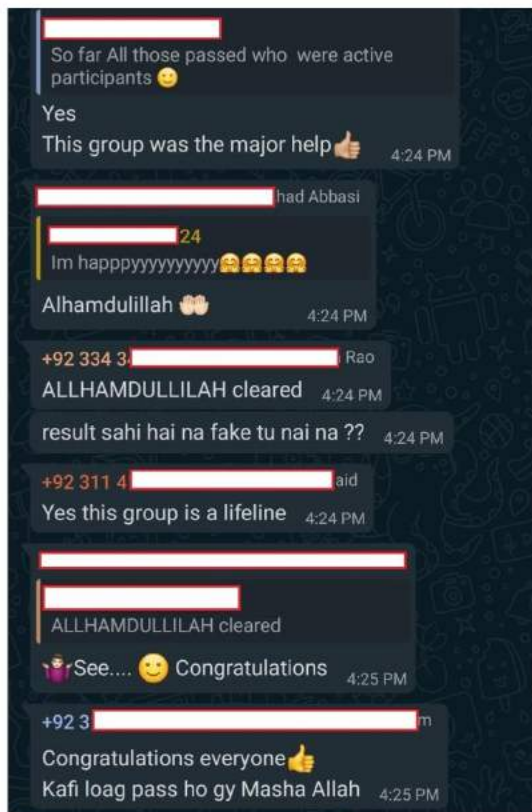 So far All those passed who were active
participants 🙂
Yes
This group was the major help👍🏼
4:24 PM
had Abbasi
24
Im happpyyyyyyyyyy🤗🤗🤗🤗
Alhamdulillah 🤲🏻
4:24 PM
+92 334 3
Rao
ALLHAMDULLILAH cleared 4:24 PM
result sahi hai na fake tu nai na ?? 4:24 PM
+92 311 4
aid
Yes this group is a lifeline 4:24 PM
ALLHAMDULLILAH cleared
🤷🏻‍♀️See.... 🙂 Congratulations 4:25 PM
+92 3
m
Congratulations everyone👍
Kafi loag pass ho gy Masha Allah 4:25 PM